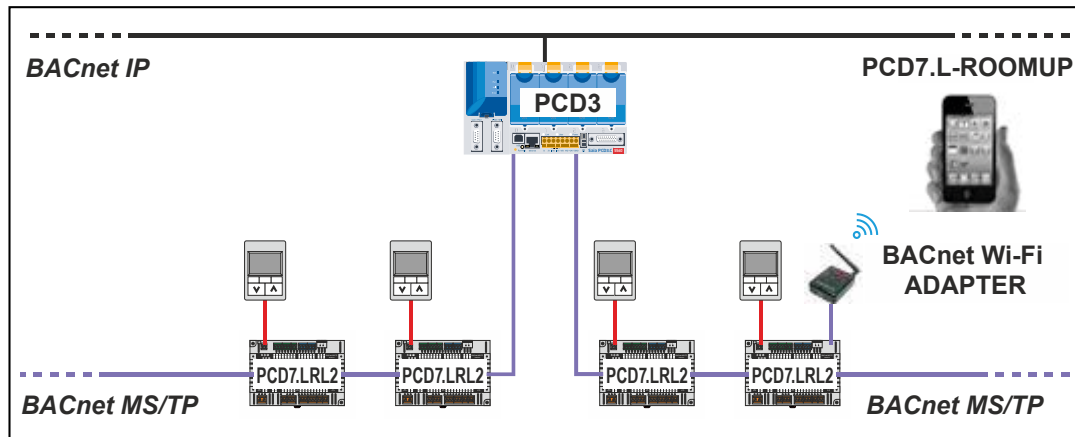 BACnet IP
PCD7.L-ROOMUP
PCD3
BACnet Wi-Fi
ADAPTER
PCD7.LRL2
PCD7.LRL2
PCD7.LRL2
PCD7.LRL2
BACnet MS/TP
BACnet MS/TP